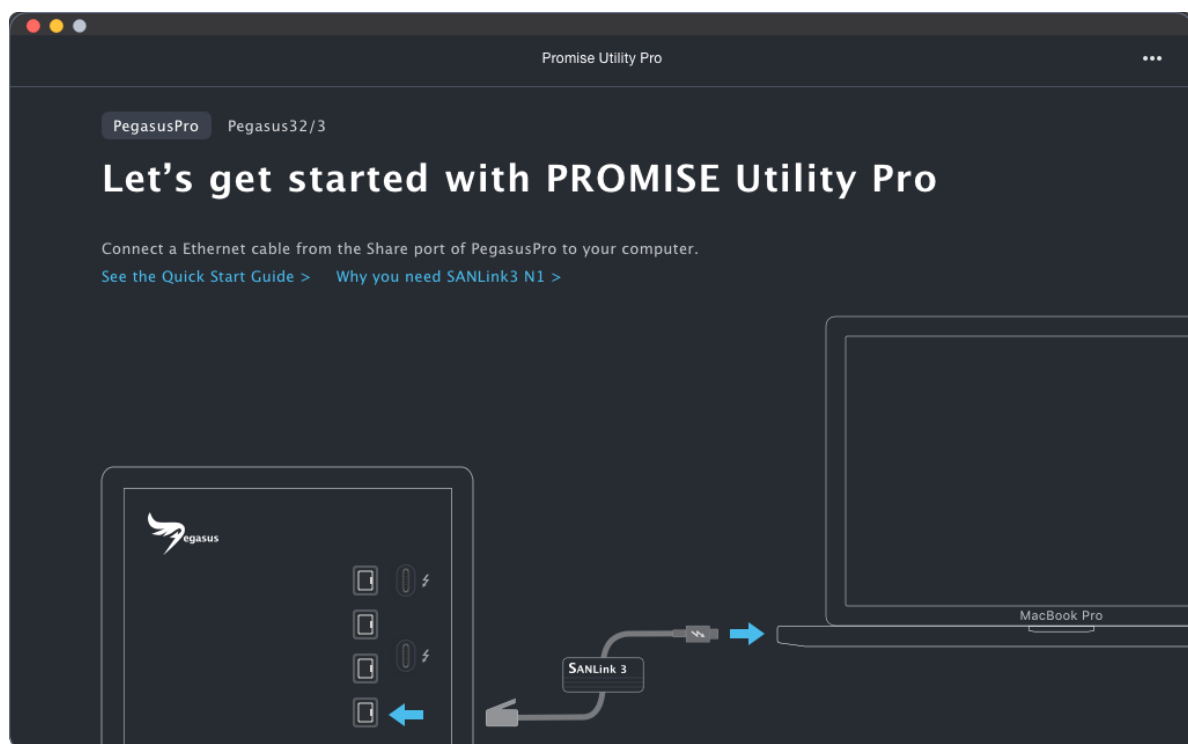 Promise Utility Pro
PegasusPro Pegasus32/3
Let’s get started with PROMISE Utility Pro
Connect a Ethernet cable from the Share port of PegasusPro to your computer.
See the Quick Start Guide > Why you need SANLink3 N1 >
Pegasus
MacBook Pro
SANLink 3